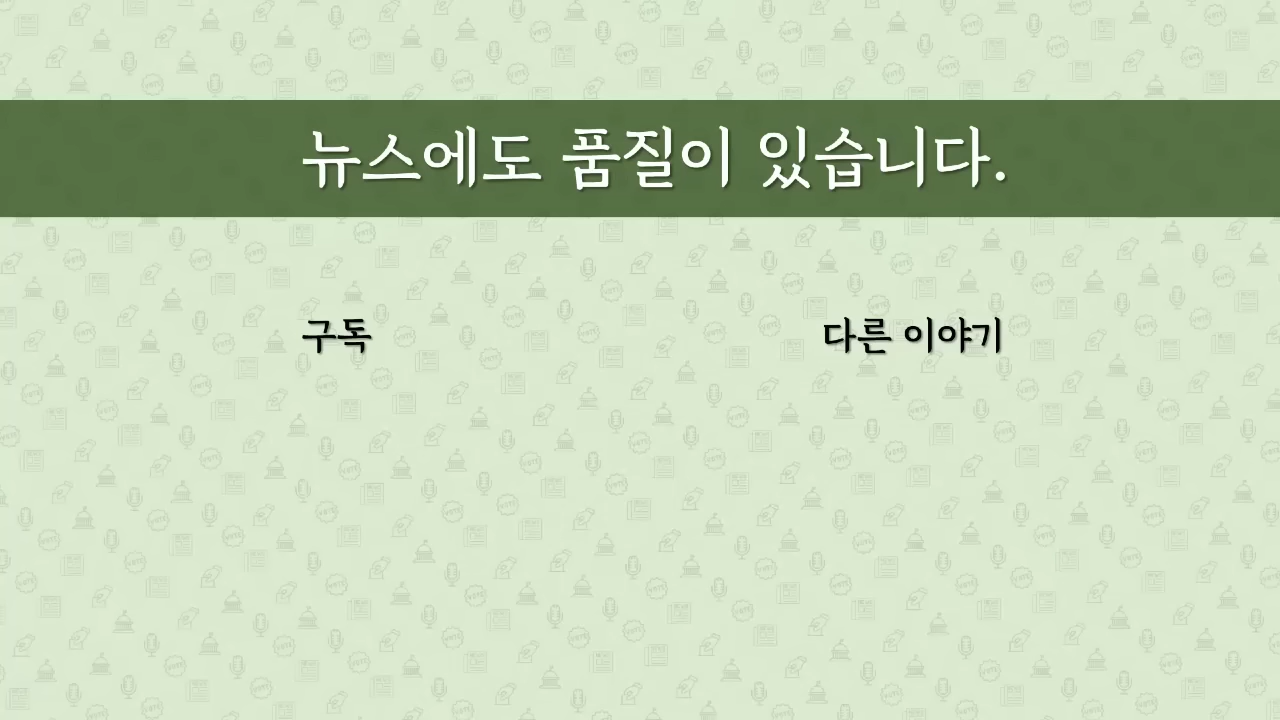 뉴스에도 품질이 있습니다.
구독
다른 이야기